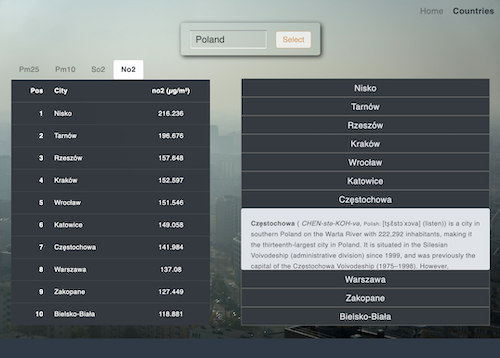 Home Countries
Poland Select
Pm25 Pm10 So2 No2
Pos City no2 (µg/m³)
1 Nisko 216.236
2 Tarnów 196.676
3 Rzeszów 157.648
4 Kraków 152.597
5 Wrocław 151.546
6 Katowice 149.058
7 Częstochowa 141.984
8 Warszawa 137.08
9 Zakopane 127.449
10 Bielsko-Biała 118.881
Nisko
Tarnów
Rzeszów
Kraków
Wrocław
Katowice
Częstochowa
Częstochowa ( CHEN-ste-KOH-və, Polish: [tʂɛ̃stɔˈxɔva] (listen)) is a city in
southern Poland on the Warta River with 222,292 inhabitants, making it
the thirteenth-largest city in Poland. It is situated in the Silesian
Voivodeship (administrative division) since 1999, and was previously the
capital of the Częstochowa Voivodeship (1975–1998). However,
Warszawa
Zakopane
Bielsko-Biała